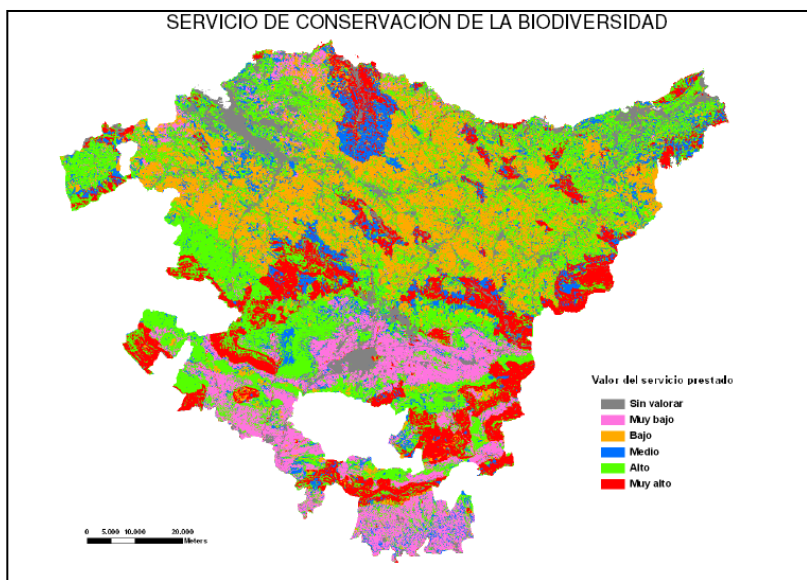 SERVICIO DE CONSERVACIÓN DE LA BIODIVERSIDAD
Valor del servicio prestado
Sin valorar
Muy bajo
Bajo
Medio
Alto
Muy alto
0 5.000 10.000 20.000
Meters